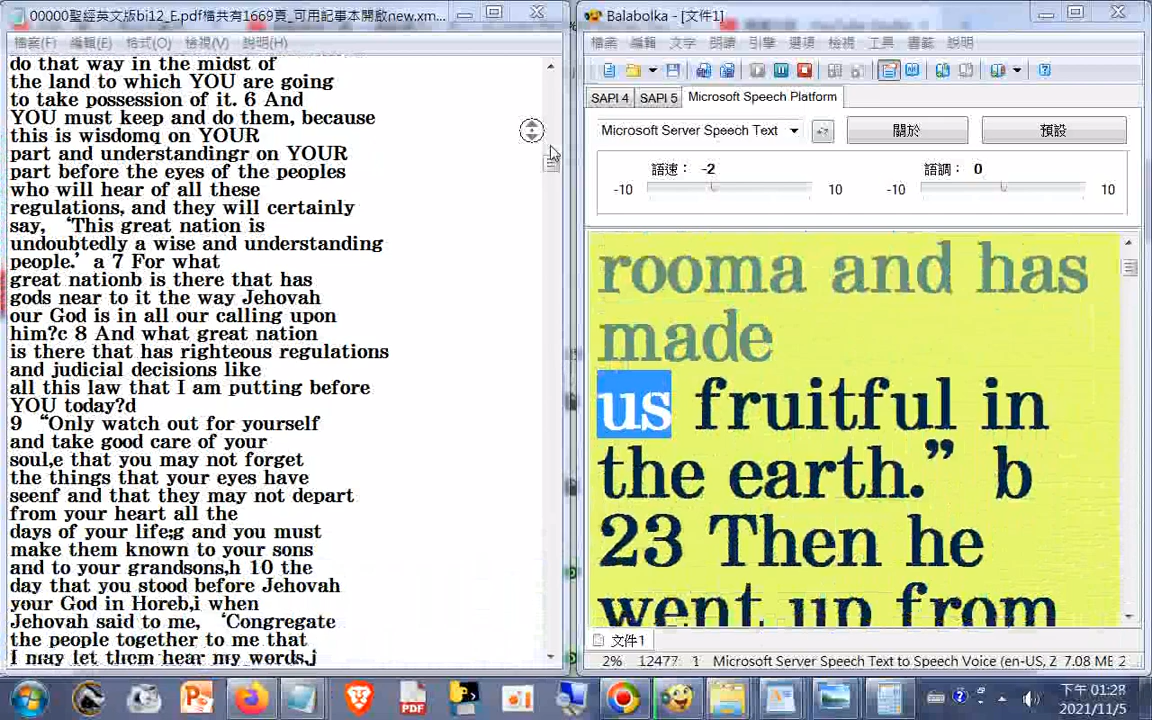 00000聖經英文版bi12_E.pdf檔共有1669頁_可用記事本開啟new.xm...
檔案(F) 編輯(E) 格式(O) 檢視(V) 說明(H)
do that way in the midst of
the land to which YOU are going
to take possession of it. 6 And
YOU must keep and do them, because
this is wisdomq on YOUR
part and understandingr on YOUR
part before the eyes of the peoples
who will hear of all these
regulations, and they will certainly
say, ‘This great nation is
undoubtedly a wise and understanding
people.’ a 7 For what
great nationb is there that has
gods near to it the way Jehovah
our God is in all our calling upon
him?c 8 And what great nation
is there that has righteous regulations
and judicial decisions like
all this law that I am putting before
YOU today?d
9 “Only watch out for yourself
and take good care of your
soul,e that you may not forget
the things that your eyes have
seenf and that they may not depart
from your heart all the
days of your life;g and you must
make them known to your sons
and to your grandsons,h 10 the
day that you stood before Jehovah
your God in Horeb,i when
Jehovah said to me, ‘Congregate
the people together to me that
I may let them hear my words,j
Balabolka - [文件1]
檔案 編輯 文字 朗讀 引擎 選項 檢視 工具 書籤 說明
SAPI 4 SAPI 5 Microsoft Speech Platform
Microsoft Server Speech Text 關於 預設
語速： -2 語調： 0
-10 10 -10 10
rooma and has
made
us fruitful in
the earth.” b
23 Then he
went up from
文件1
2% 12477: 1 Microsoft Server Speech Text to Speech Voice (en-US, Z 7.08 MB 2
PDF
下午 01:28
2021/11/5